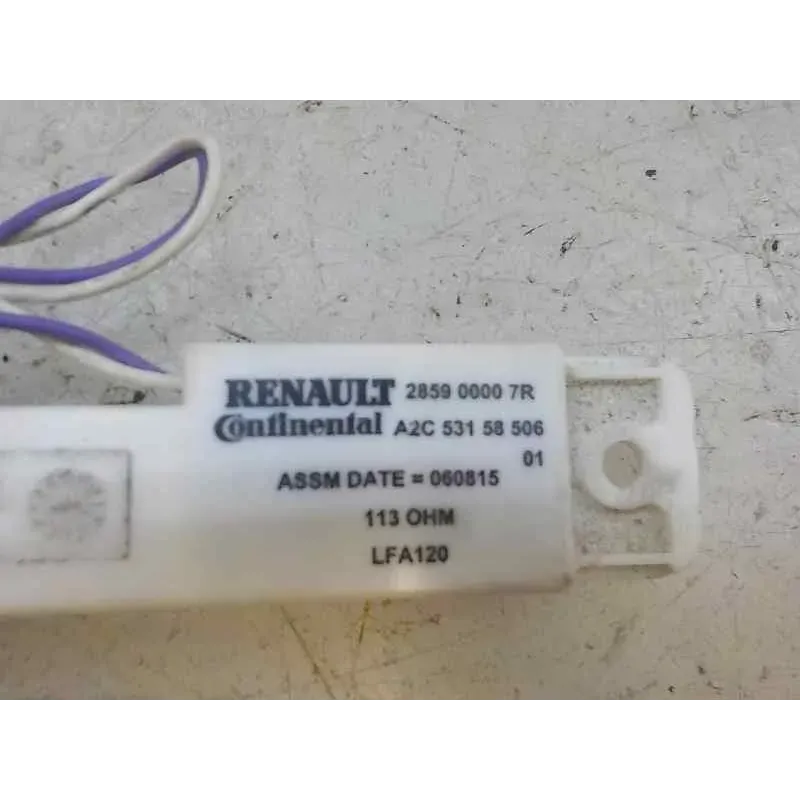 RENAULT 2859 0000 7R
Continental A2C 531 58 506
01
ASSM DATE = 060815
113 OHM
LFA120